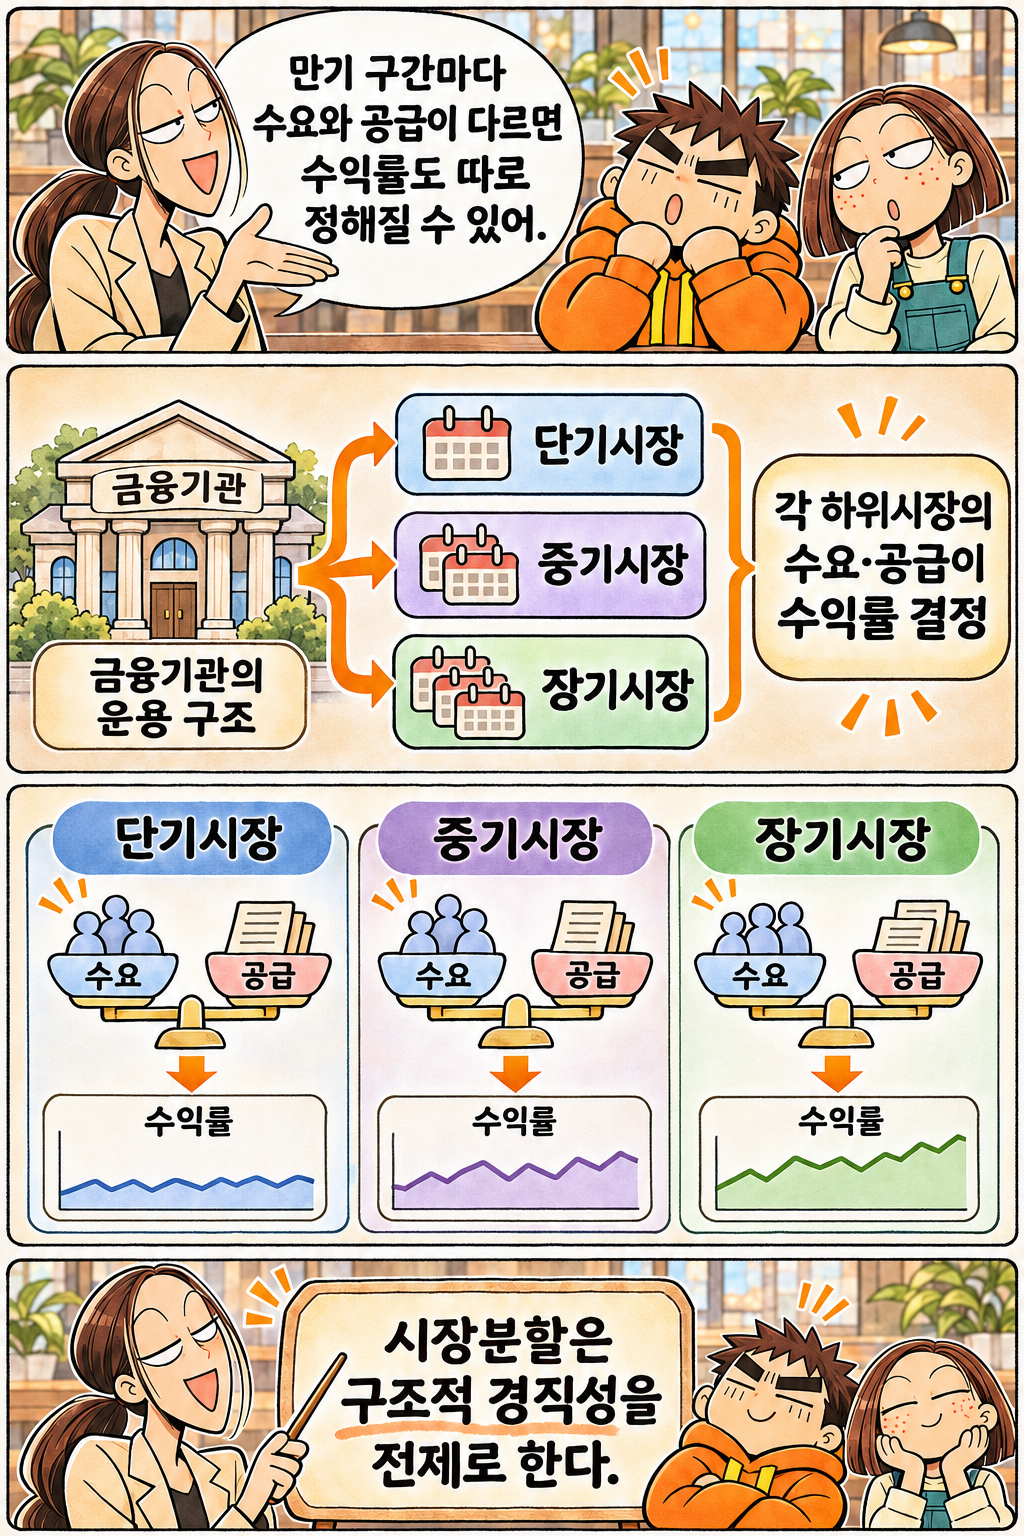 만기 구간마다
수요와 공급이 다르면
수익률도 따로
정해질 수 있어.
금융기관
금융기관의
운용 구조
단기시장
중기시장
장기시장
각 하위시장의
수요·공급이
수익률 결정
단기시장
수요
공급
수익률
중기시장
수요
공급
수익률
장기시장
수요
공급
수익률
시장분할은
구조적 경직성을
전제로 한다.